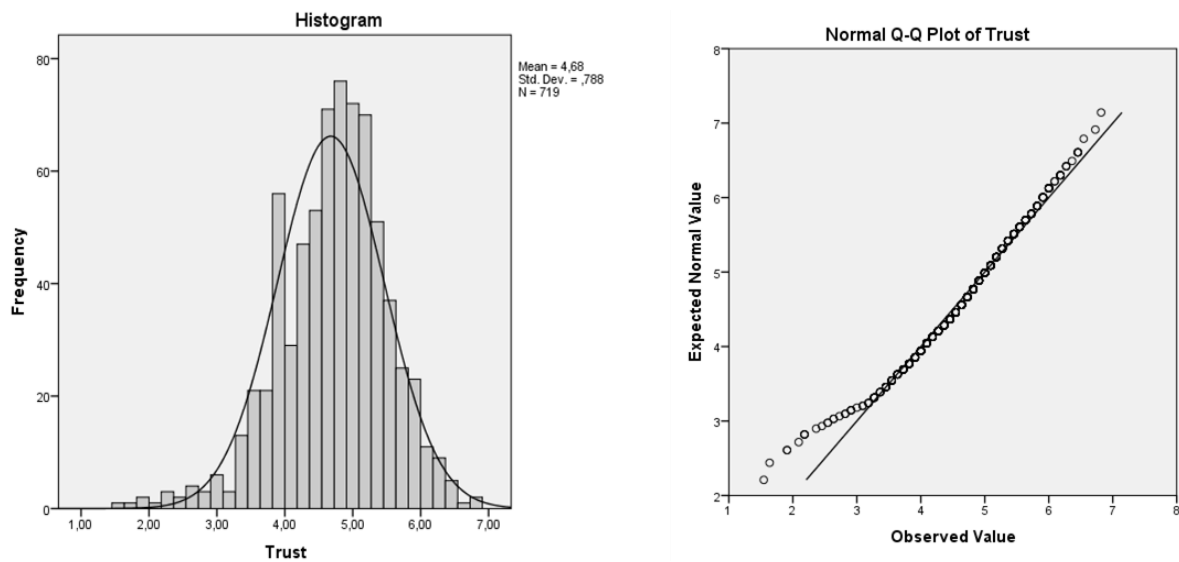 Histogram
80
60
40
20
0
Frequency
1,00 2,00 3,00 4,00 5,00 6,00 7,00
Trust
Mean = 4,68
Std. Dev. = ,788
N = 719
Normal Q-Q Plot of Trust
8
7
6
5
4
3
2
Expected Normal Value
1 2 3 4 5 6 7 8
Observed Value